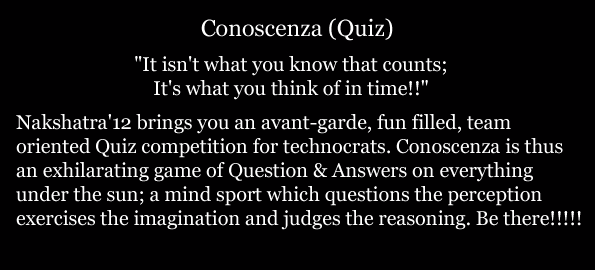 Conoscenza (Quiz)
"It isn't what you know that counts;
It's what you think of in time!!"
Nakshatra'12 brings you an avant-garde, fun filled, team
oriented Quiz competition for technocrats. Conoscenza is thus
an exhilarating game of Question & Answers on everything
under the sun; a mind sport which questions the perception
exercises the imagination and judges the reasoning. Be there!!!!!